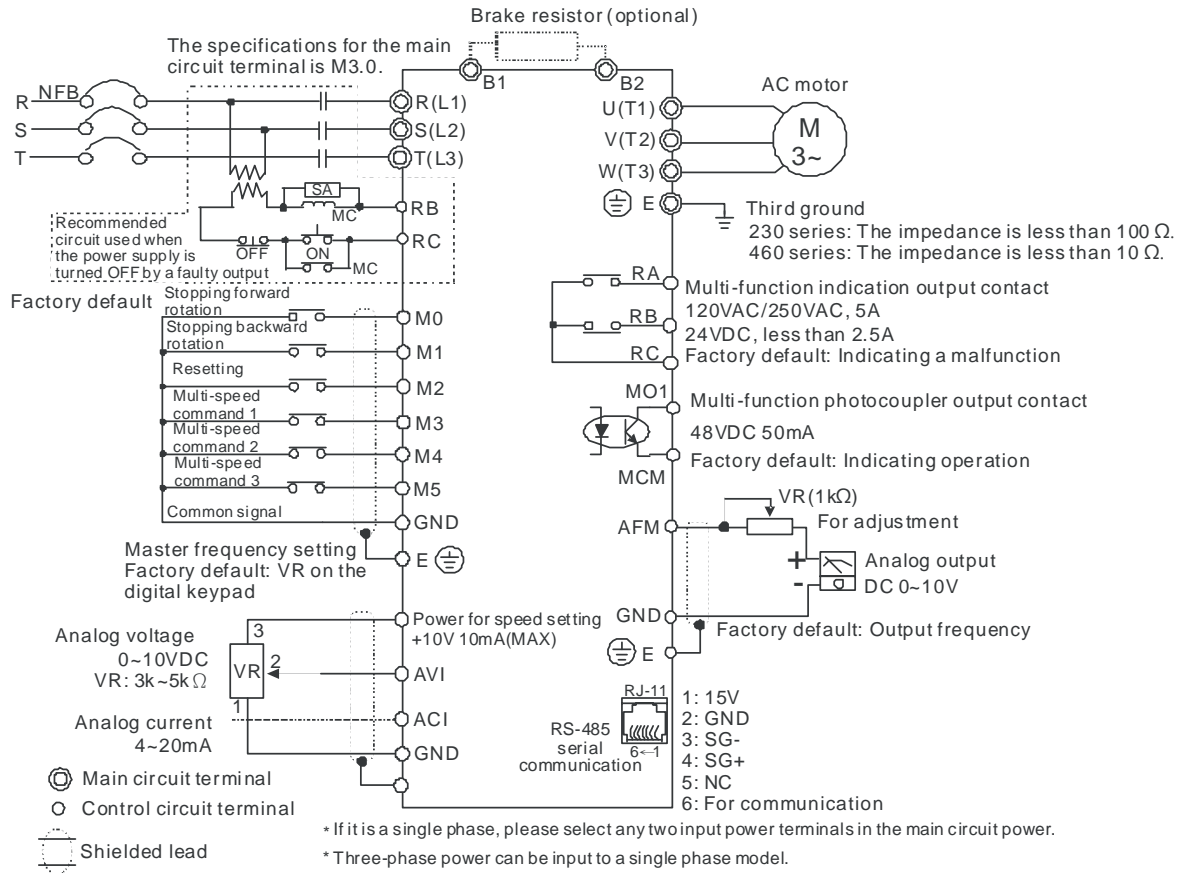 Brake resistor (optional)
The specifications for the main
circuit terminal is M3.0.
B1
B2
AC motor
NFB
R
S
T
R(L1)
S(L2)
T(L3)
U(T1)
V(T2)
W(T3)
E
M
3~
SA
MC
RB
RC
OFF
ON
MC
Recommended
circuit used when
the power supply is
turned OFF by a faulty output
Third ground
230 series: The impedance is less than 100 Ω.
460 series: The impedance is less than 10 Ω.
Factory default
Stopping forward
rotation
M0
Stopping backward
rotation
M1
Resetting
M2
Multi-speed
command 1
M3
Multi-speed
command 2
M4
Multi-speed
command 3
M5
Common signal
GND
E
RA
RB
RC
Multi-function indication output contact
120VAC/250VAC, 5A
24VDC, less than 2.5A
Factory default: Indicating a malfunction
MO1
MCM
Multi-function photocoupler output contact
48VDC 50mA
Factory default: Indicating operation
Master frequency setting
Factory default: VR on the
digital keypad
AFM
VR(1kΩ)
For adjustment
+
-
Analog output
DC 0~10V
GND
Factory default: Output frequency
E
Analog voltage
0~10VDC
VR: 3k~5kΩ
3
VR
2
1
Power for speed setting
+10V 10mA(MAX)
AVI
Analog current
4~20mA
ACI
GND
RJ-11
6←1
RS-485
serial
communication
1: 15V
2: GND
3: SG-
4: SG+
5: NC
6: For communication
Main circuit terminal
Control circuit terminal
Shielded lead
* If it is a single phase, please select any two input power terminals in the main circuit power.
* Three-phase power can be input to a single phase model.